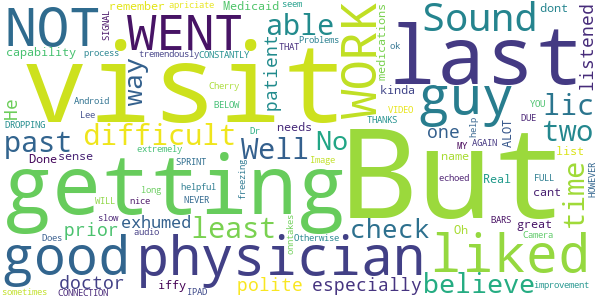 NOT
WENT
visit
But
last
getting
physician
good
liked
guy
Sound
WORK
difficult
believe
able
way
past
Well
No
least
check
time
two
lic
one
listened
patient
especially
polite
doctor
prior
exhumed
iffy
needs
sense
Done
He
remember
Medicaid
capability
medications
kinda
name
Real
cant
great
Oh
list
ALOT
dont
seem
apriciate
SIGNAL
process
tremendously
CONSTANTLY
THAT
Problems
ok
Android
Lee
Cherry
BELOW
VIDEO
YOU
DUE
THANKS
DROPPING
Dr
help
AGAIN
MY
extremely
SPRINT
Image
FULL
HOWEVER
WILL
long
helpful
NEVER
freezing
echoed
BARS
slow
nice
audio
onntakes
Otherwise
Camera
Does
IPAD
improvement
sometimes
CONNECTION